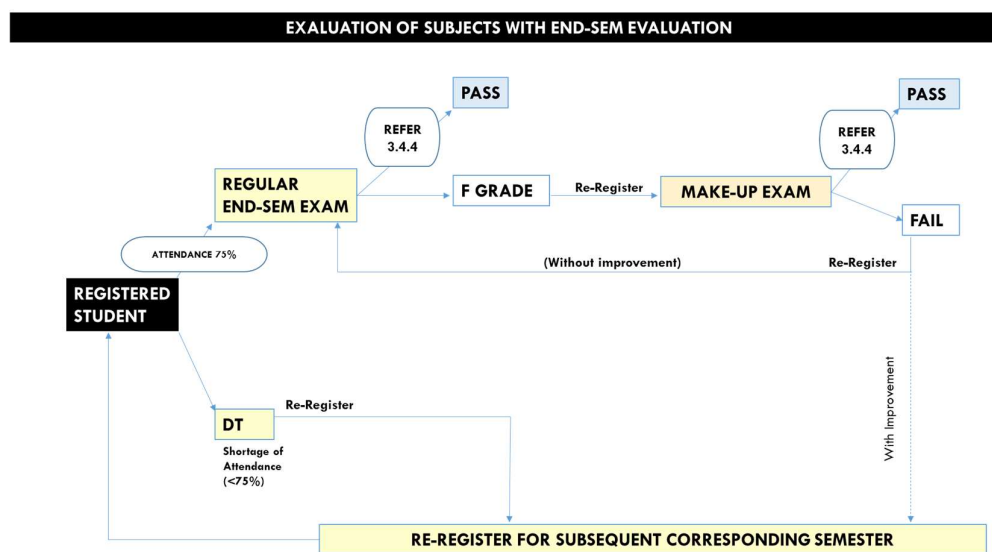 EXALUATION OF SUBJECTS WITH END-SEM EVALUATION
PASS
PASS
REFER
3.4.4
REFER
3.4.4
REGULAR
END-SEM EXAM
F GRADE
Re-Register
MAKE-UP EXAM
FAIL
ATTENDANCE 75%
(Without improvement)
Re-Register
REGISTERED
STUDENT
With Improvement
Re-Register
DT
Shortage of
Attendance
(<75%)
RE-REGISTER FOR SUBSEQUENT CORRESPONDING SEMESTER